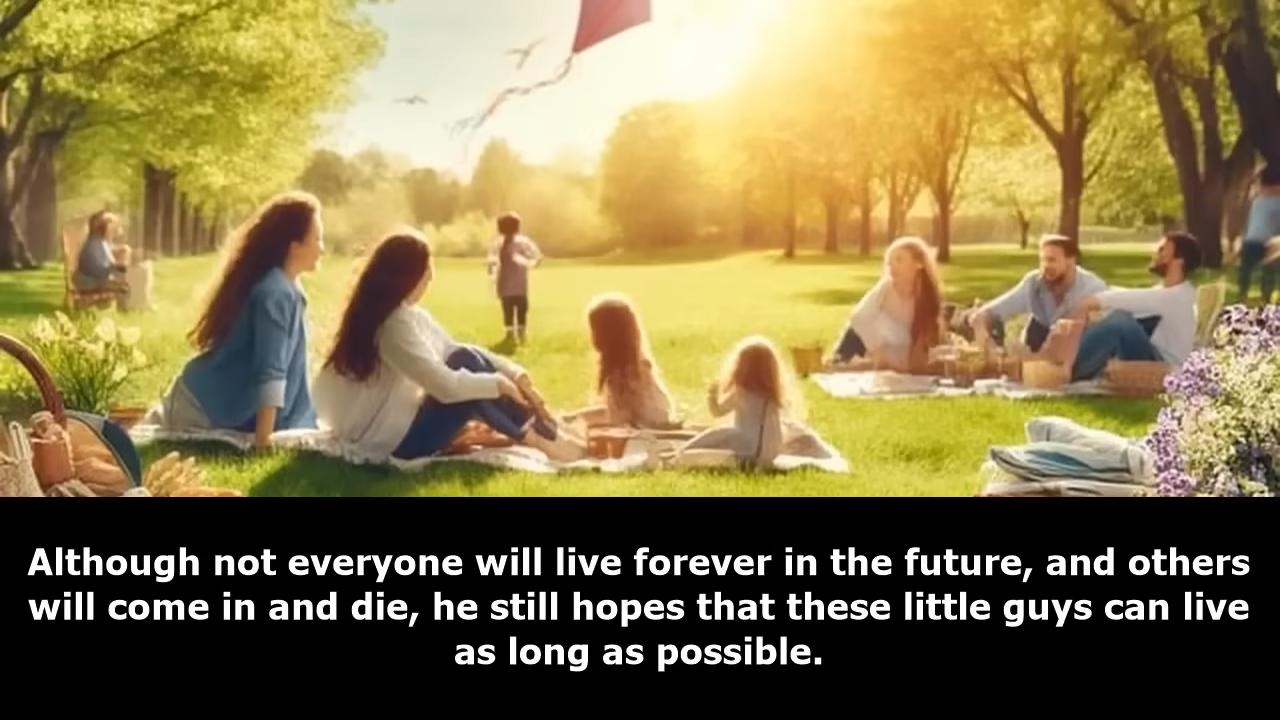 Although not everyone will live forever in the future, and others
will come in and die, he still hopes that these little guys can live
as long as possible.